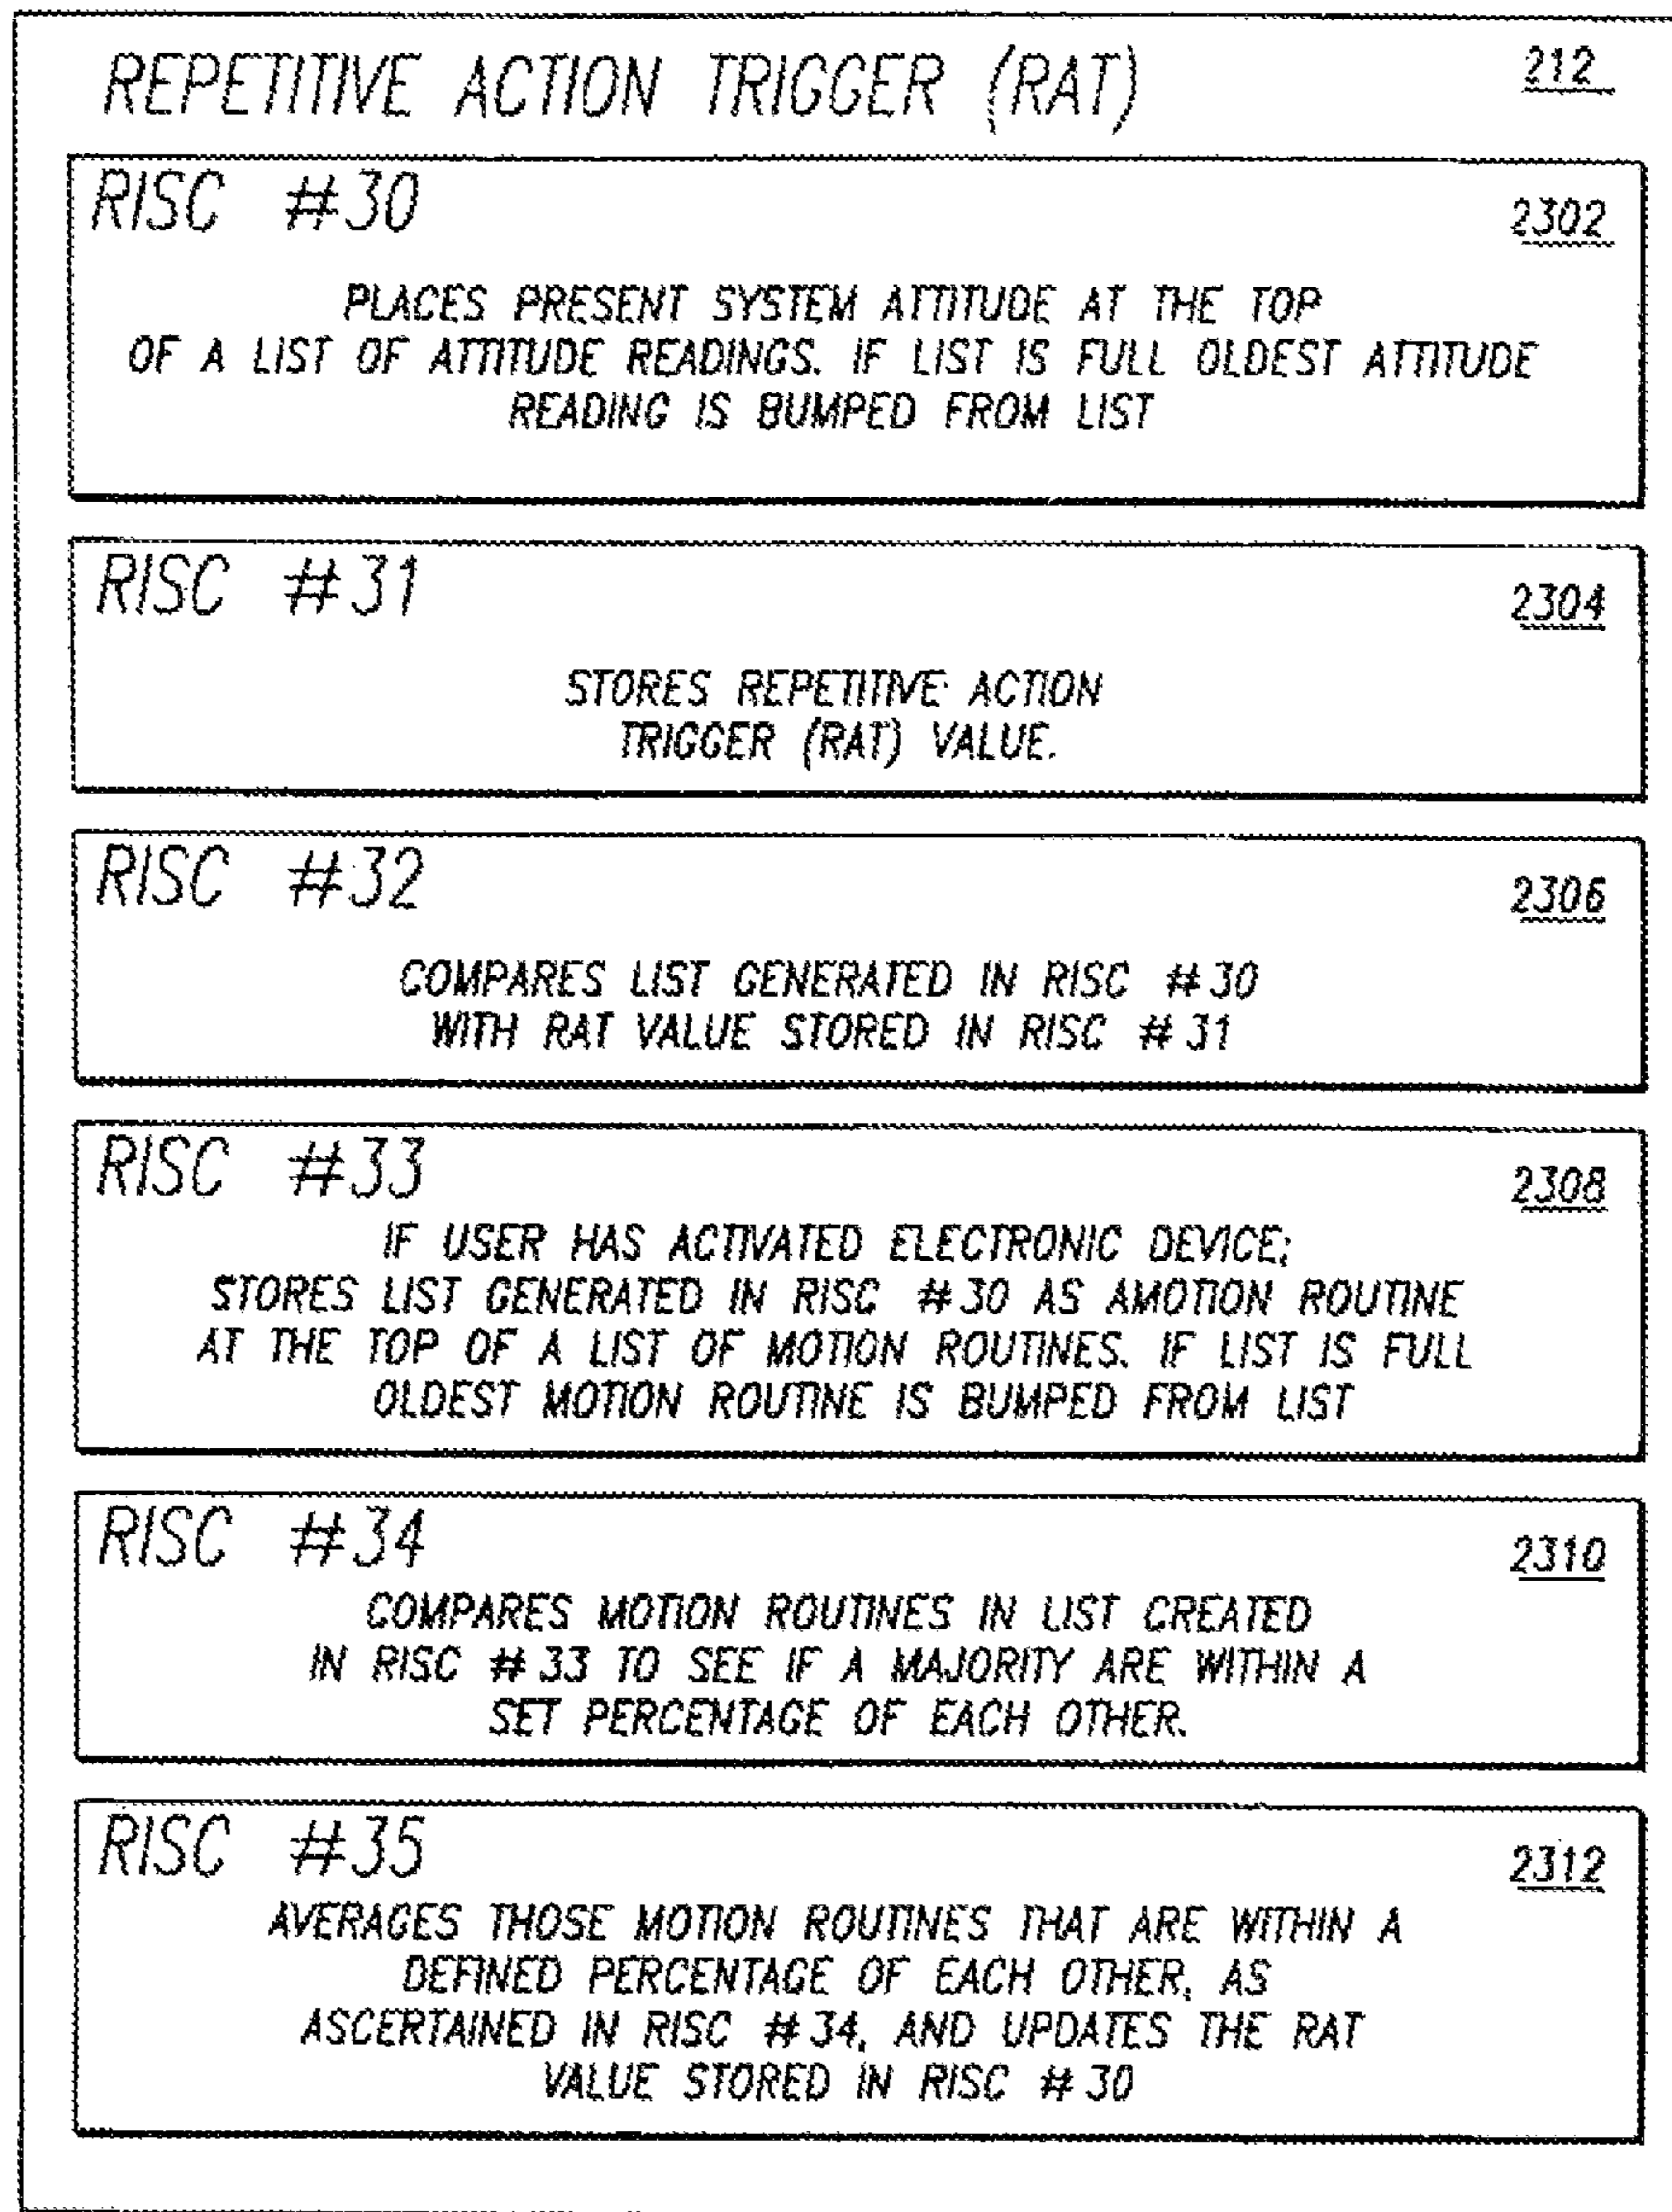 REPETITIVE ACTION TRIGGER (RAT) 212
RISC #30 2302
PLACES PRESENT SYSTEM ATTITUDE AT THE TOP
OF A LIST OF ATTITUDE READINGS. IF LIST IS FULL OLDEST ATTITUDE
READING IS BUMPED FROM LIST
RISC #31 2304
STORES REPETITIVE ACTION
TRIGGER (RAT) VALUE.
RISC #32 2306
COMPARES LIST GENERATED IN RISC #30
WITH RAT VALUE STORED IN RISC #31
RISC #33 2308
IF USER HAS ACTIVATED ELECTRONIC DEVICE;
STORES LIST GENERATED IN RISC #30 AS AMOTION ROUTINE
AT THE TOP OF A LIST OF MOTION ROUTINES. IF LIST IS FULL
OLDEST MOTION ROUTINE IS BUMPED FROM LIST
RISC #34 2310
COMPARES MOTION ROUTINES IN LIST CREATED
IN RISC #33 TO SEE IF A MAJORITY ARE WITHIN A
SET PERCENTAGE OF EACH OTHER.
RISC #35 2312
AVERAGES THOSE MOTION ROUTINES THAT ARE WITHIN A
DEFINED PERCENTAGE OF EACH OTHER, AS
ASCERTAINED IN RISC #34, AND UPDATES THE RAT
VALUE STORED IN RISC #30